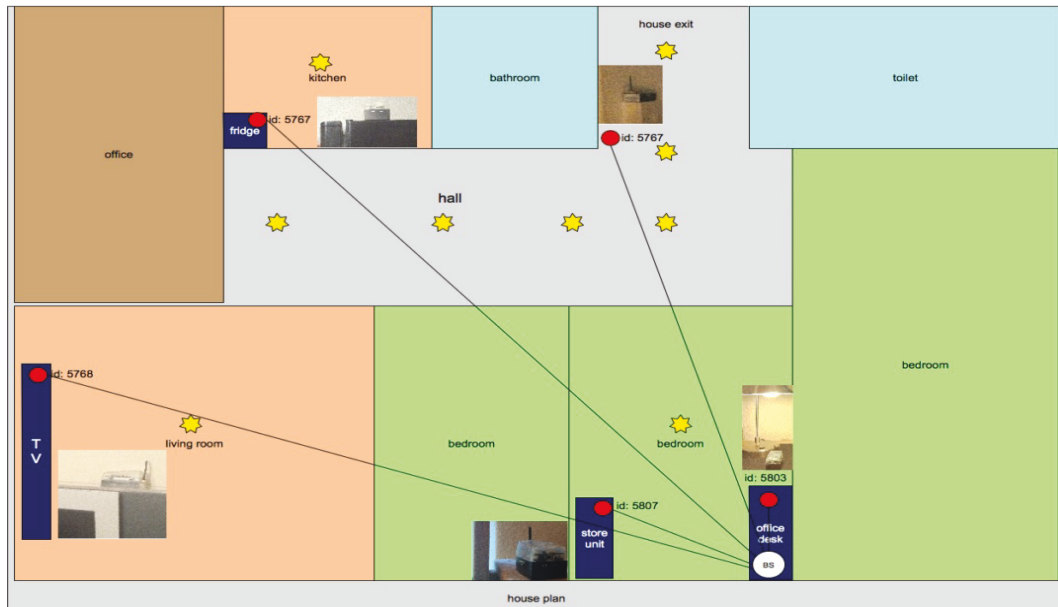 house exit
kitchen
bathroom
toilet
id: 5767
fridge
id: 5767
office
hall
id: 5768
T
V
living room
bedroom
bedroom
bedroom
id: 5803
id: 5807
store
unit
office
desk
BS
house plan